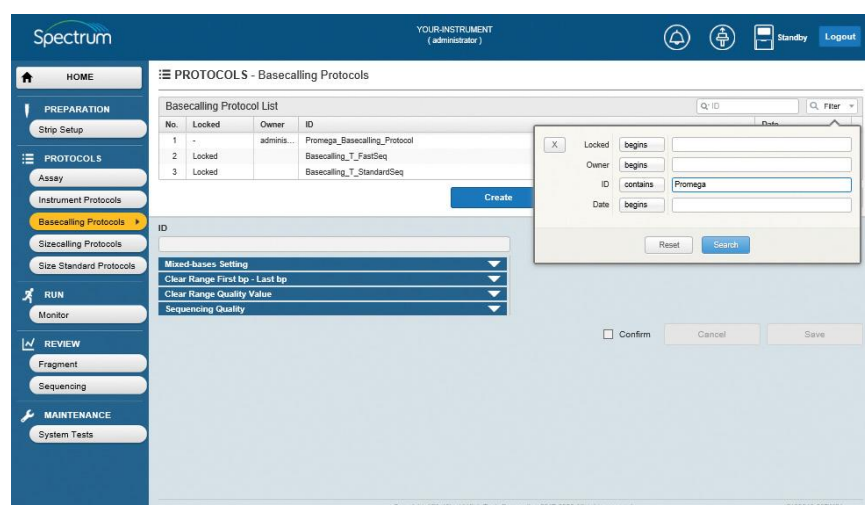 Spectrum
YOUR-INSTRUMENT
( administrator )
Standby
Logout
HOME
PROTOCOLS - Basecalling Protocols
PREPARATION
Strip Setup
PROTOCOLS
Assay
Instrument Protocols
Basecalling Protocols
Sizecalling Protocols
Size Standard Protocols
RUN
Monitor
REVIEW
Fragment
Sequencing
MAINTENANCE
System Tests
Basecalling Protocol List
ID
Filter
No. Locked Owner ID Date
1 - adminis... Promega_Basecalling_Protocol
2 Locked Basecalling_T_FastSeq
3 Locked Basecalling_T_StandardSeq
Create
X
Locked begins
Owner begins
ID contains Promega
Date begins
Reset Search
ID
Mixed-bases Setting
Clear Range First bp - Last bp
Clear Range Quality Value
Sequencing Quality
Confirm Cancel Save